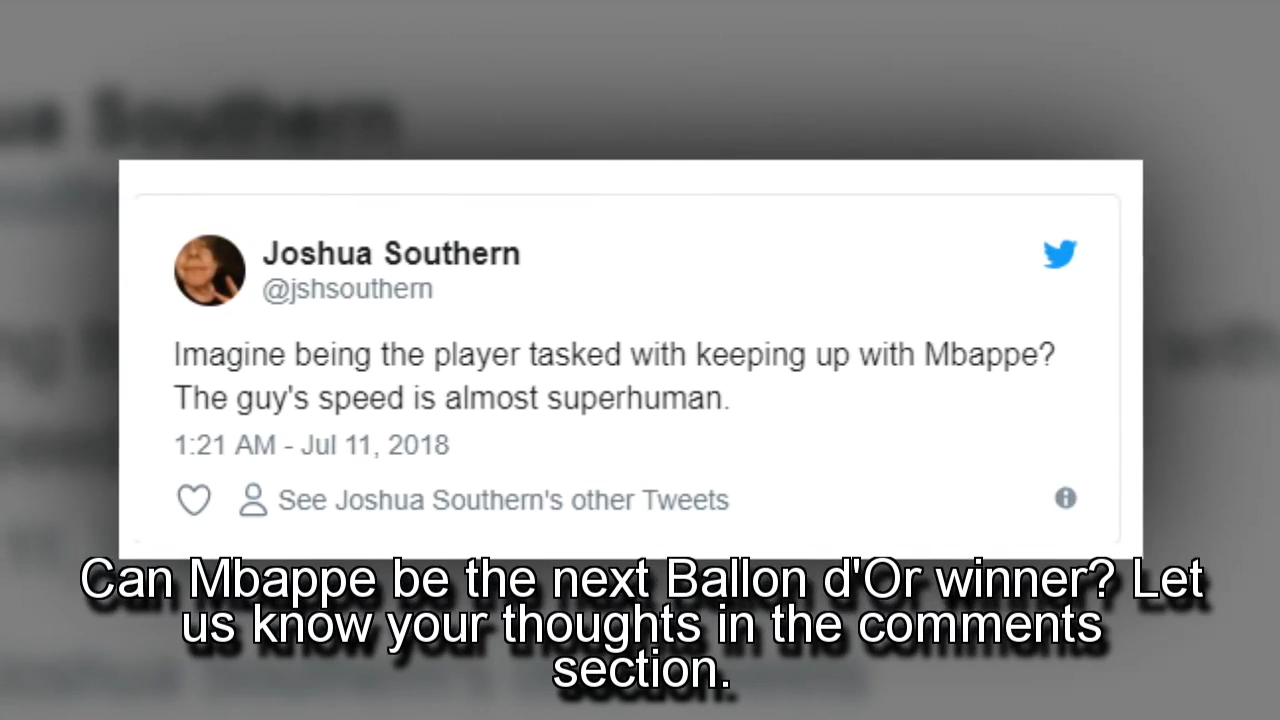 Joshua Southern
@jshsouthern
Imagine being the player tasked with keeping up with Mbappe?
The guy's speed is almost superhuman.
1:21 AM - Jul 11, 2018
See Joshua Southern's other Tweets
Can Mbappe be the next Ballon d'Or winner? Let
us know your thoughts in the comments
section.